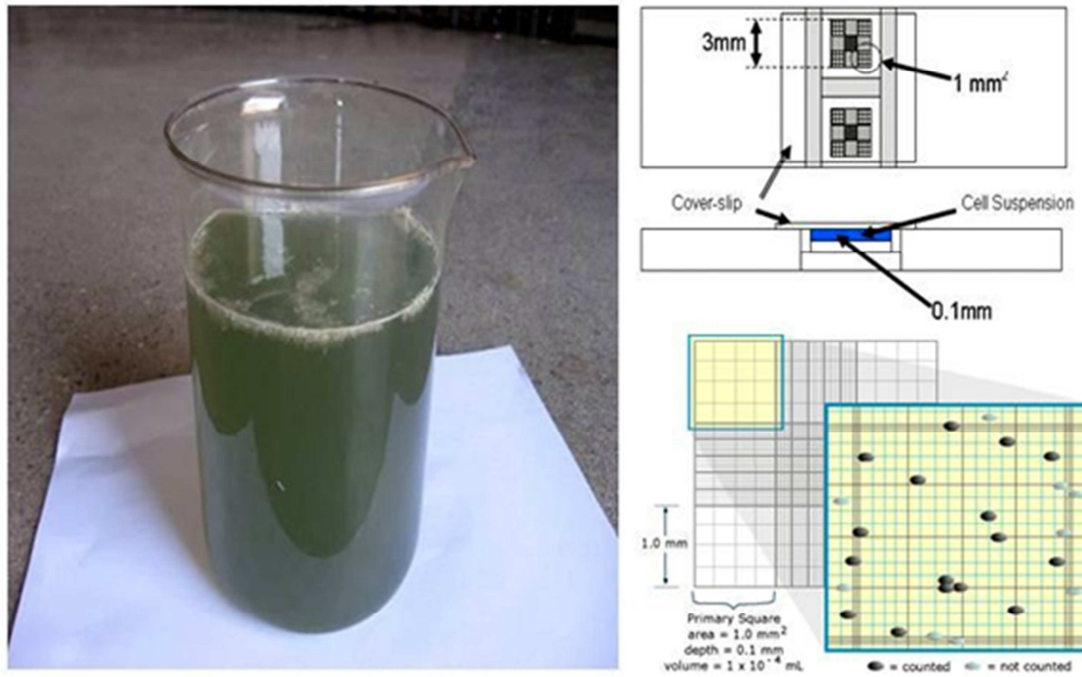 3mm
1 mm²
Cover-slip
Cell Suspension
0.1mm
1.0 mm
Primary Square
area = 1.0 mm²
depth = 0.1 mm
volume = 1 x 10⁻⁴ mL
= counted = not counted